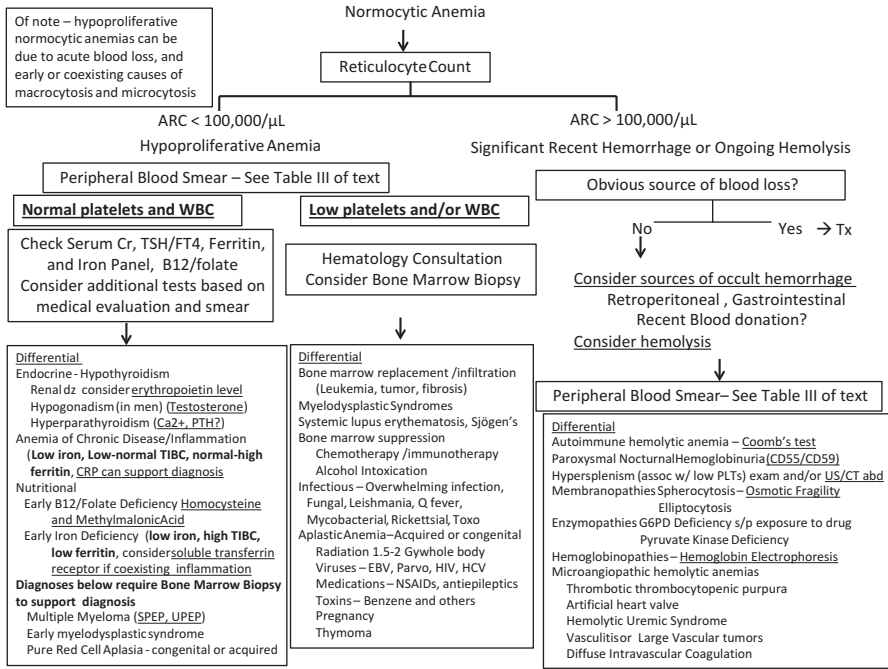 Normocytic Anemia
Of note – hypoproliferative
normocytic anemias can be
due to acute blood loss, and
early or coexisting causes of
macrocytosis and microcytosis
Reticulocyte Count
ARC < 100,000/µL
Hypoproliferative Anemia
ARC > 100,000/µL
Significant Recent Hemorrhage or Ongoing Hemolysis
Peripheral Blood Smear – See Table III of text
Normal platelets and WBC
Low platelets and/or WBC
Check Serum Cr, TSH/FT4, Ferritin,
and Iron Panel, B12/folate
Consider additional tests based on
medical evaluation and smear
Hematology Consultation
Consider Bone Marrow Biopsy
Differential
Endocrine - Hypothyroidism
Renal dz consider erythropoietin level
Hypogonadism (in men) (Testosterone)
Hyperparathyroidism (Ca2+, PTH?)
Anemia of Chronic Disease/Inflammation
(Low iron, Low-normal TIBC, normal-high
ferritin, CRP can support diagnosis
Nutritional
Early B12/Folate Deficiency Homocysteine
and Methylmalonic Acid
Early Iron Deficiency (low iron, high TIBC,
low ferritin, consider soluble transferrin
receptor if coexisting inflammation
Diagnoses below require Bone Marrow Biopsy
to support diagnosis
Multiple Myeloma (SPEP, UPEP)
Early myelodysplastic syndrome
Pure Red Cell Aplasia - congenital or acquired
Differential
Bone marrow replacement /infiltration
(Leukemia, tumor, fibrosis)
Myelodysplastic Syndromes
Systemic lupus erythematosis, Sjögen's
Bone marrow suppression
Chemotherapy /immunotherapy
Alcohol Intoxication
Infectious – Overwhelming infection,
Fungal, Leishmania, Q fever,
Mycobacterial, Rickettsial, Toxo
Aplastic Anemia – Acquired or congenital
Radiation 1.5-2 Gy whole body
Viruses – EBV, Parvo, HIV, HCV
Medications – NSAIDs, antiepileptics
Toxins – Benzene and others
Pregnancy
Thymoma
Obvious source of blood loss?
No
Yes → Tx
Consider sources of occult hemorrhage
Retroperitoneal , Gastrointestinal
Recent Blood donation?
Consider hemolysis
Peripheral Blood Smear – See Table III of text
Differential
Autoimmune hemolytic anemia – Coomb's test
Paroxysmal Nocturnal Hemoglobinuria (CD55/CD59)
Hypersplenism (assoc w/ low PLTs) exam and/or US/CT abd
Membranopathies Spherocytosis – Osmotic Fragility
Elliptocytosis
Enzymopathies G6PD Deficiency s/p exposure to drug
Pyruvate Kinase Deficiency
Hemoglobinopathies – Hemoglobin Electrophoresis
Microangiopathic hemolytic anemias
Thrombotic thrombocytopenic purpura
Artificial heart valve
Hemolytic Uremic Syndrome
Vasculitis or Large Vascular tumors
Diffuse Intravascular Coagulation